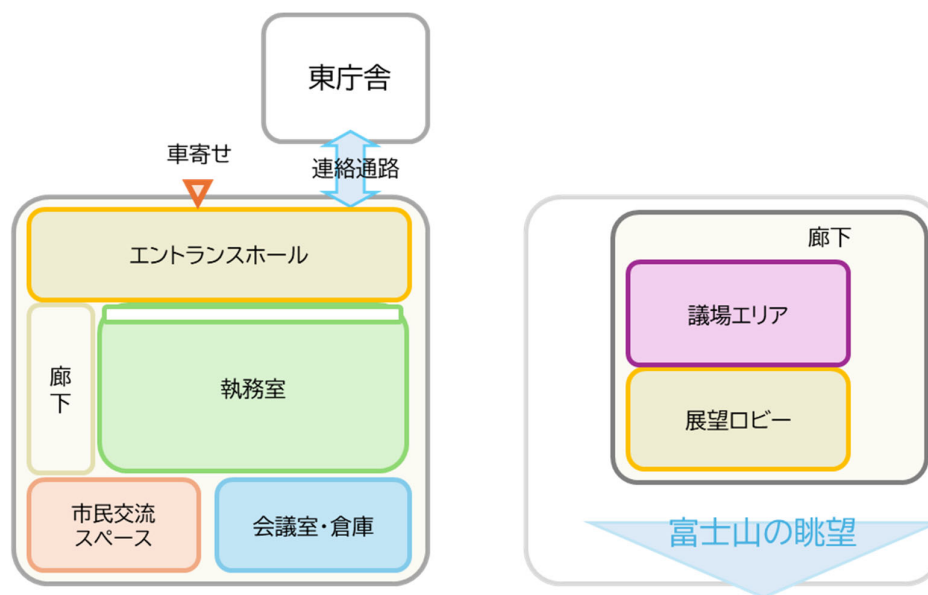 東庁舎
車寄せ
連絡通路
エントランスホール
廊
下
執務室
市民交流
スペース
会議室・倉庫
廊下
議場エリア
展望ロビー
富士山の眺望